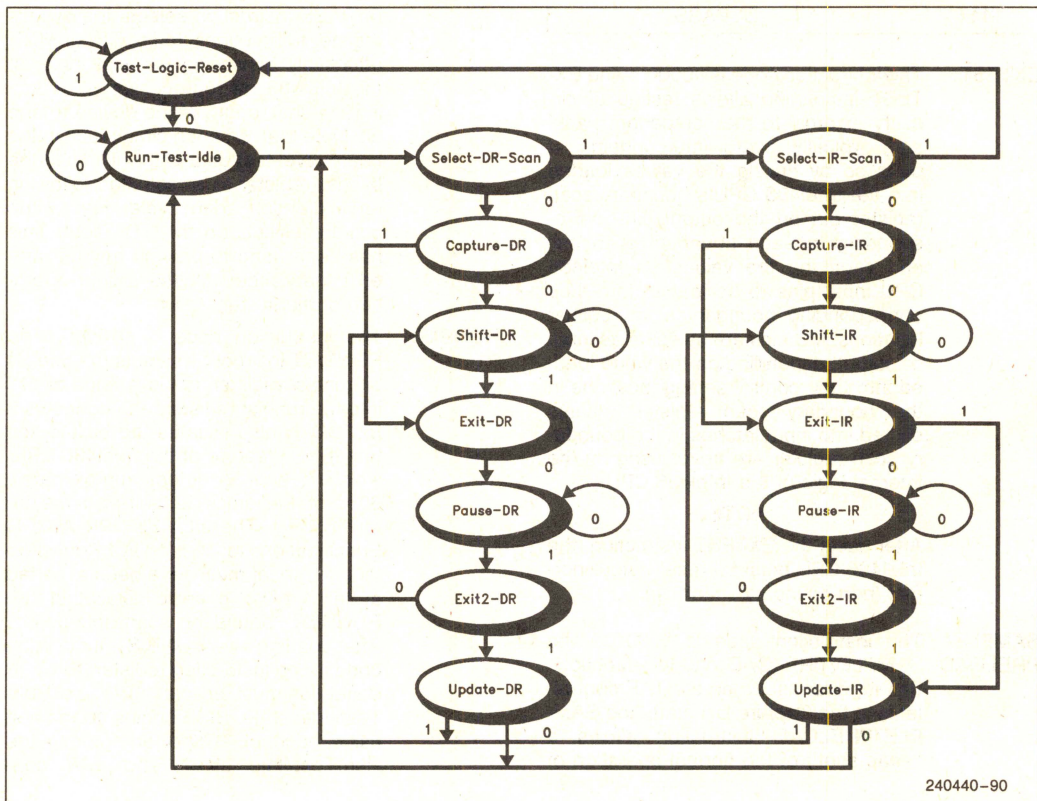 Test-Logic-Reset
1
0
Run-Test-Idle
0
1
Select-DR-Scan
1
Select-IR-Scan
1
0
0
1
Capture-DR
1
Capture-IR
0
0
Shift-DR
0
Shift-IR
0
1
1
Exit-DR
Exit-IR
1
0
0
Pause-DR
0
Pause-IR
0
1
1
0
Exit2-DR
0
Exit2-IR
1
1
Update-DR
Update-IR
1
0
1
0
240440-90